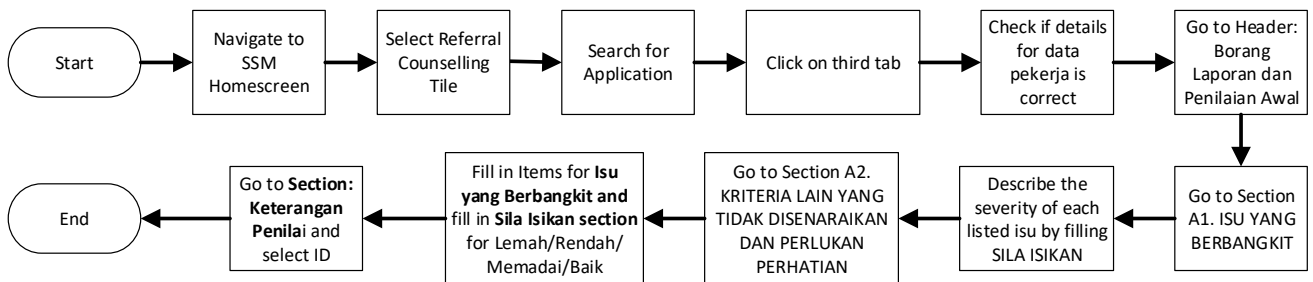 Start
Navigate to
SSM
Homescreen
Select Referral
Counselling
Tile
Search for
Application
Click on third tab
Check if details
for data
pekerja is
correct
Go to Header:
Borang
Laporan dan
Penilaian Awal
Go to Section
A1. ISU YANG
BERBANGKIT
Describe the
severity of each
listed isu by filling
SILA ISIKAN
Go to Section A2.
KRITERIA LAIN YANG
TIDAK DISENARAIKAN
DAN PERLUKAN
PERHATIAN
Fill in Items for Isu
yang Berbangkit and
fill in Sila Isikan section
for Lemah/Rendah/
Memadai/Baik
Go to Section:
Keterangan
Penilai and
select ID
End